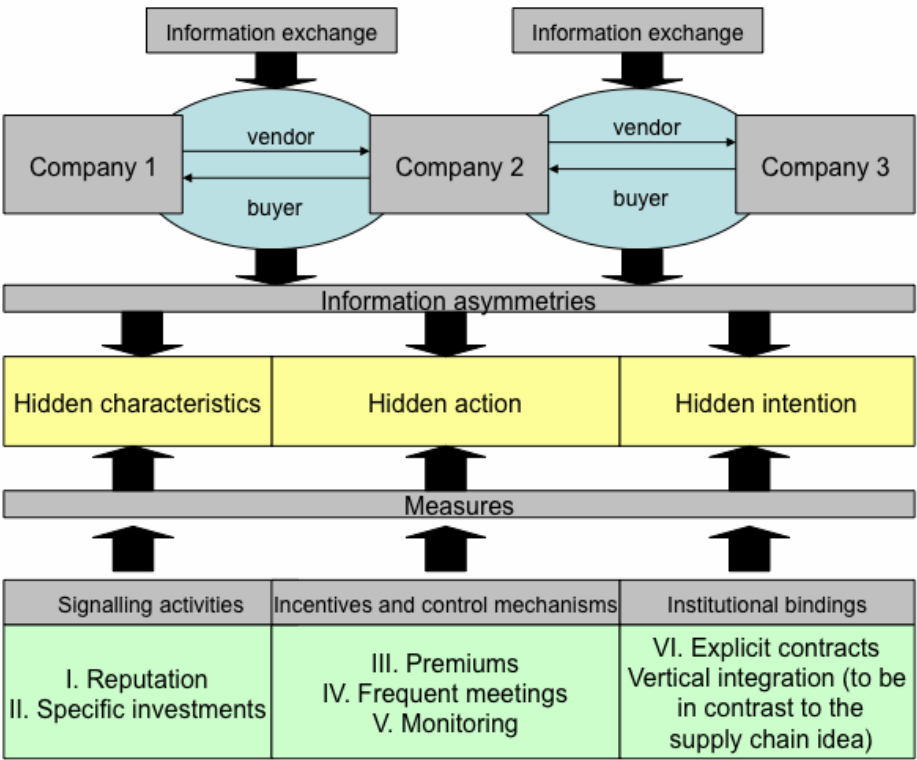 Information exchange
Information exchange
vendor
vendor
Company 1
Company 2
Company 3
buyer
buyer
Information asymmetries
Hidden characteristics
Hidden action
Hidden intention
Measures
Signalling activities
Incentives and control mechanisms
Institutional bindings
I. Reputation
II. Specific investments
III. Premiums
IV. Frequent meetings
V. Monitoring
VI. Explicit contracts
Vertical integration (to be
in contrast to the
supply chain idea)